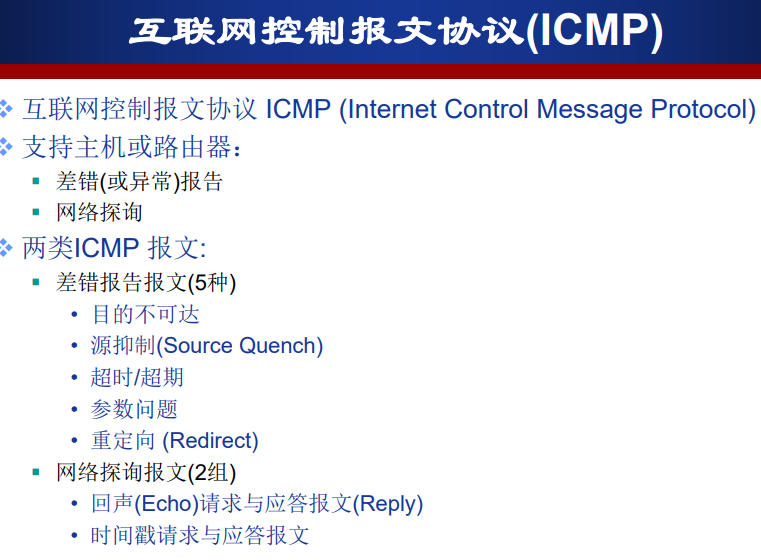 互联网控制报文协议(ICMP)
互联网控制报文协议 ICMP (Internet Control Message Protocol)
支持主机或路由器：
差错(或异常)报告
网络探询
两类ICMP 报文:
差错报告报文(5种)
目的不可达
源抑制(Source Quench)
超时/超期
参数问题
重定向 (Redirect)
网络探询报文(2组)
回声(Echo)请求与应答报文(Reply)
时间戳请求与应答报文